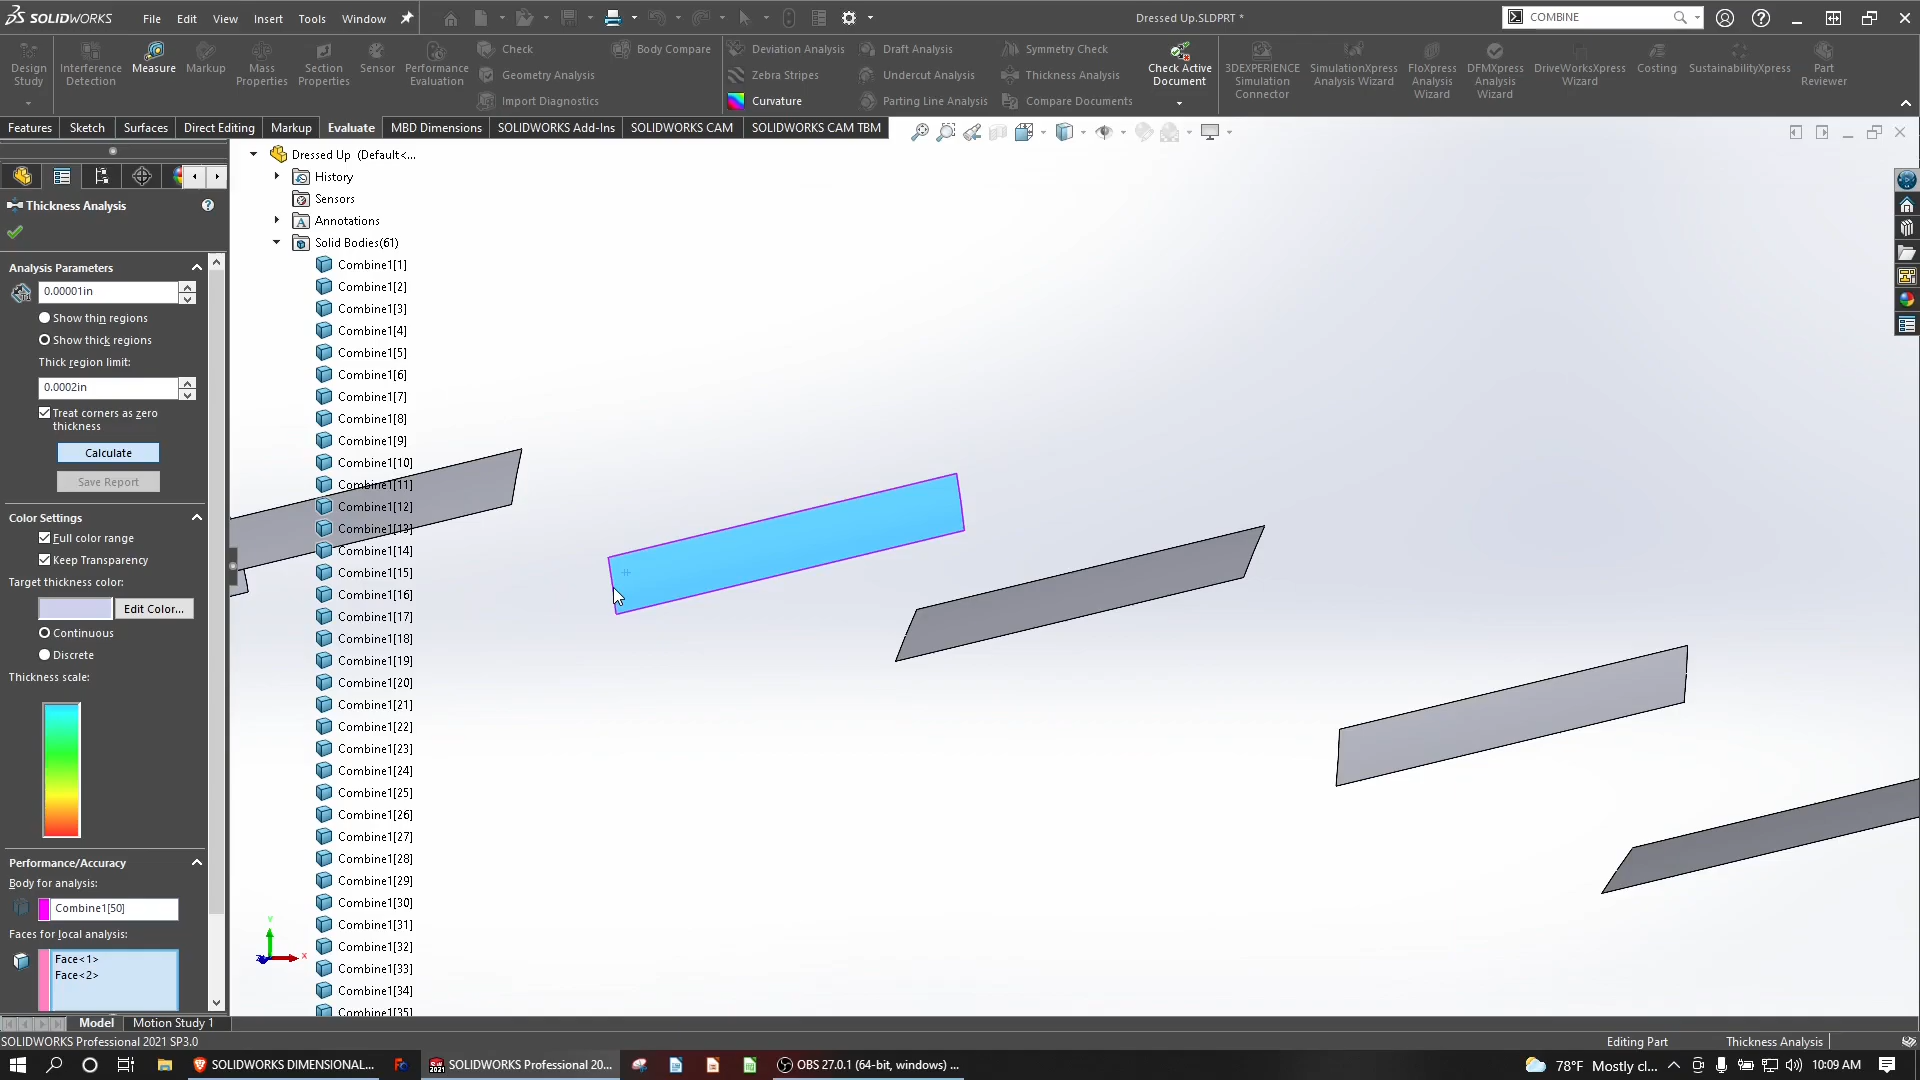 SOLIDWORKS File Edit View Insert Tools Window
Dressed Up.SLDPRT *
COMBINE
Design Study
Interference Detection
Measure
Markup
Mass Properties
Section Properties
Sensor
Performance Evaluation
Check
Geometry Analysis
Import Diagnostics
Body Compare
Deviation Analysis
Zebra Stripes
Curvature
Draft Analysis
Undercut Analysis
Parting Line Analysis
Symmetry Check
Thickness Analysis
Compare Documents
Check Active Document
3DEXPERIENCE Simulation Connector
SimulationXpress Analysis Wizard
FloXpress Analysis Wizard
DFMXpress Analysis Wizard
DriveWorksXpress Wizard
Costing
SustainabilityXpress
Part Reviewer
Features Sketch Surfaces Direct Editing Markup Evaluate MBD Dimensions SOLIDWORKS Add-Ins SOLIDWORKS CAM SOLIDWORKS CAM TBM
Thickness Analysis
Analysis Parameters
0.00001in
Show thin regions
Show thick regions
Thick region limit:
0.0002in
Treat corners as zero
thickness
Calculate
Save Report
Color Settings
Full color range
Keep Transparency
Target thickness color:
Edit Color...
Continuous
Discrete
Thickness scale:
Performance/Accuracy
Body for analysis:
Combine1[50]
Faces for local analysis:
Face<1>
Face<2>
Dressed Up (Default<...
History
Sensors
Annotations
Solid Bodies(61)
Combine1[1]
Combine1[2]
Combine1[3]
Combine1[4]
Combine1[5]
Combine1[6]
Combine1[7]
Combine1[8]
Combine1[9]
Combine1[10]
Combine1[11]
Combine1[12]
Combine1[13]
Combine1[14]
Combine1[15]
Combine1[16]
Combine1[17]
Combine1[18]
Combine1[19]
Combine1[20]
Combine1[21]
Combine1[22]
Combine1[23]
Combine1[24]
Combine1[25]
Combine1[26]
Combine1[27]
Combine1[28]
Combine1[29]
Combine1[30]
Combine1[31]
Combine1[32]
Combine1[33]
Combine1[34]
Combine1[35]
Y
X
Z
Model Motion Study 1
SOLIDWORKS Professional 2021 SP3.0
Editing Part
Thickness Analysis
SOLIDWORKS DIMENSIONAL...
SOLIDWORKS Professional 20...
OBS 27.0.1 (64-bit, windows) ...
78°F Mostly cl...
10:09 AM